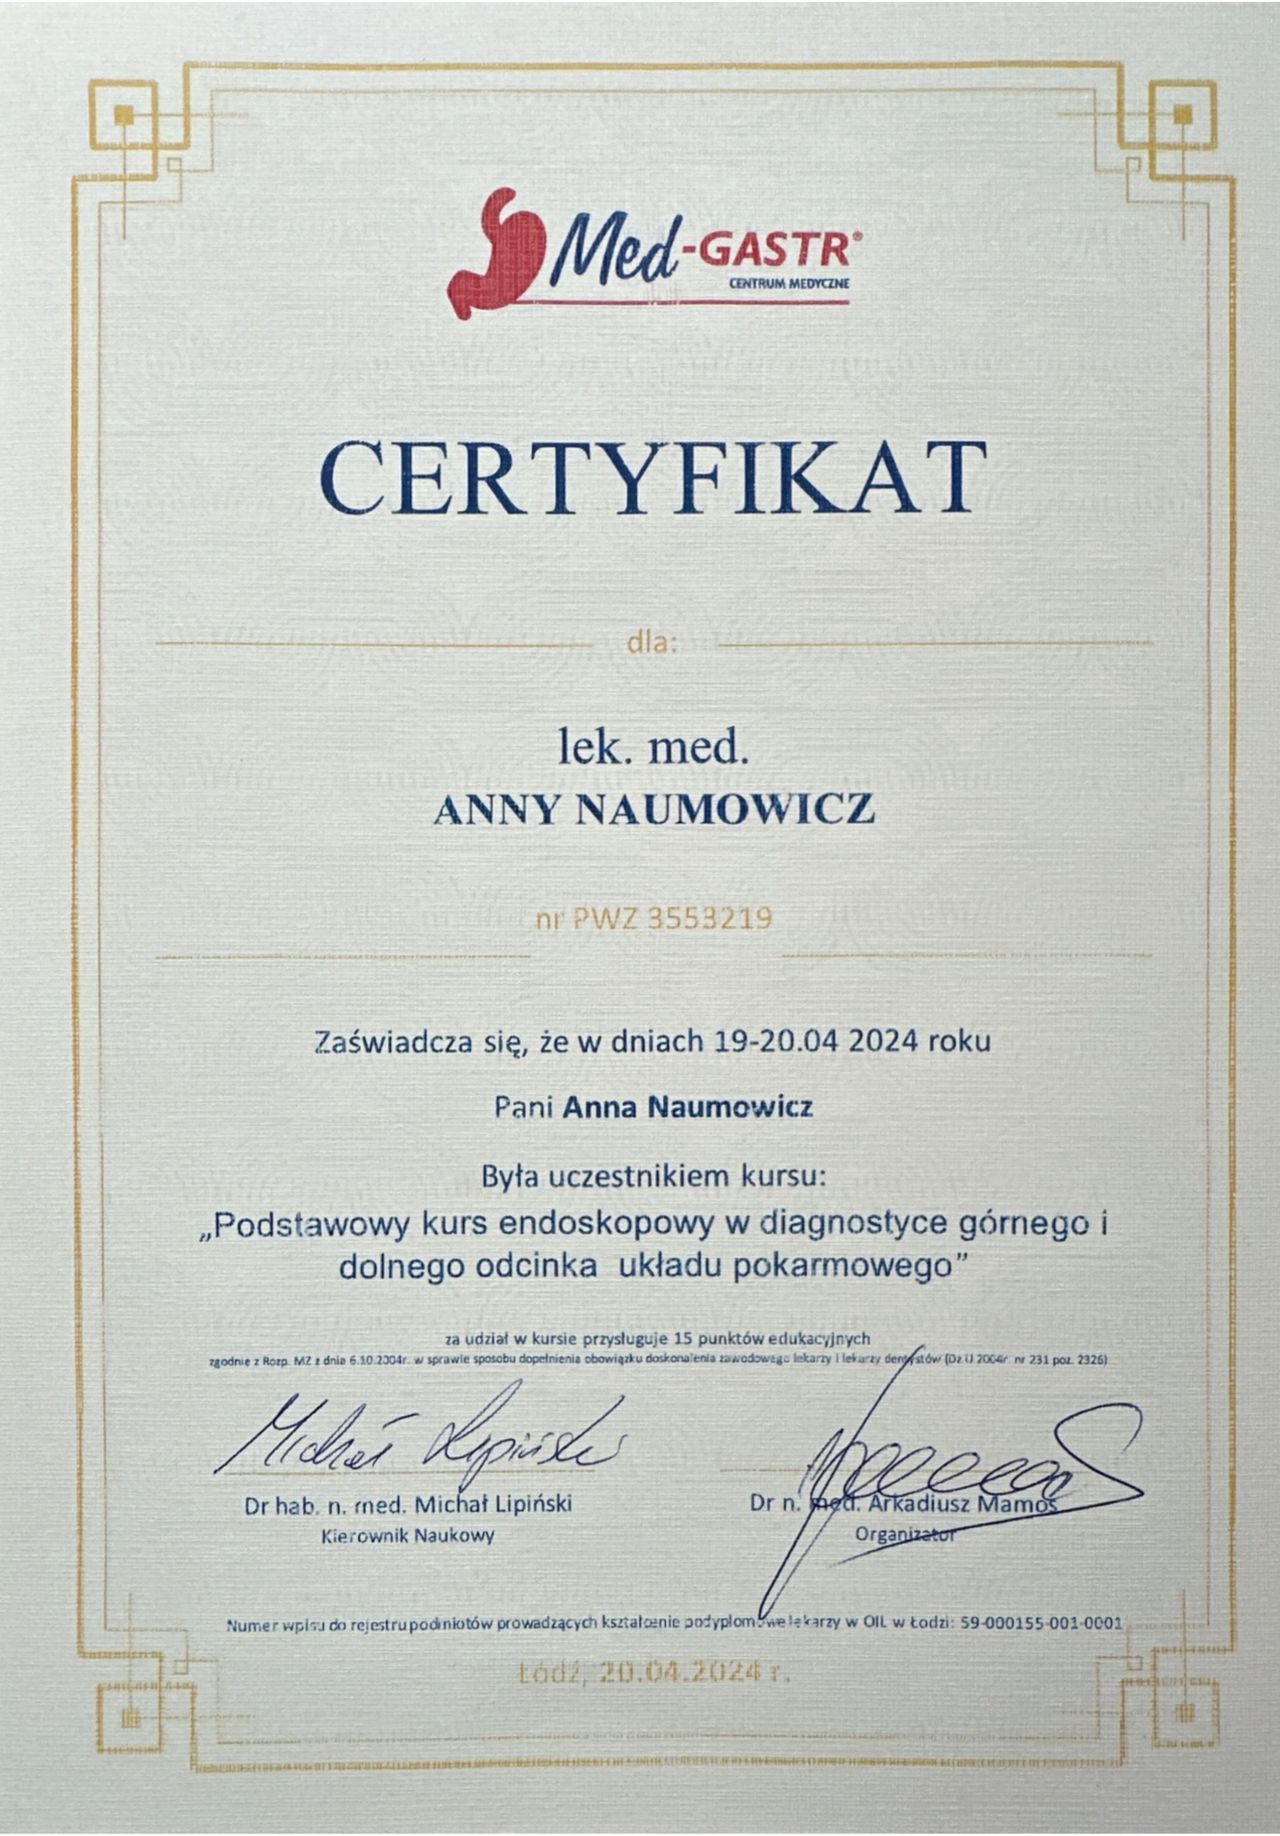 Med-GASTR®
CENTRUM MEDYCZNE
CERTYFIKAT
dla:
lek. med.
ANNY NAUMOWICZ
nr PWZ 3553219
Zaświadcza się, że w dniach 19-20.04 2024 roku
Pani Anna Naumowicz
Była uczestnikiem kursu:
„Podstawowy kurs endoskopowy w diagnostyce górnego i
dolnego odcinka układu pokarmowego”
za udział w kursie przysługuje 15 punktów edukacyjnych
zgodnie z Rozp. MZ z dnia 6.10.2004r. w sprawie sposobu dopełnienia obowiązku doskonalenia zawodowego lekarzy i lekarzy dentystów (Dz.U 2004r. nr 231 poz. 2326)
Michał Lipiński
Dr hab. n. med. Michał Lipiński
Kierownik Naukowy
Dr n. med. Arkadiusz Mamos
Organizator
Numer wpisu do rejestru podmiotów prowadzących kształcenie podyplomowe lekarzy w OIL w Łodzi: 59-000155-001-0001
Łódź, 20.04.2024 r.